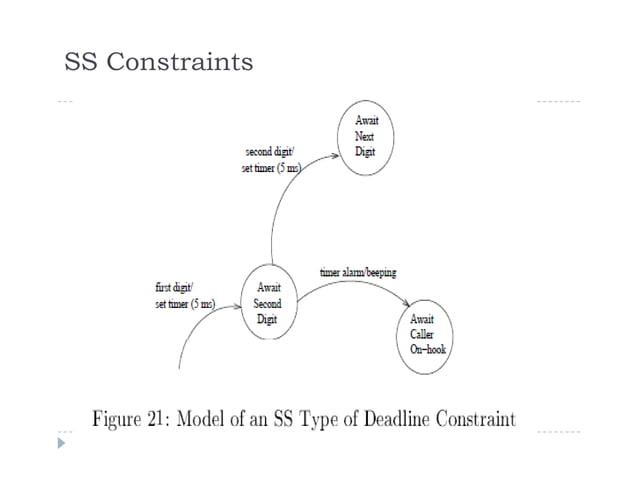 SS Constraints
Await
Next
Digit
second digit/
set timer (5 ms)
timer alarm/beeping
first digit/
set timer (5 ms)
Await
Second
Digit
Await
Caller
On-hook
Figure 21: Model of an SS Type of Deadline Constraint